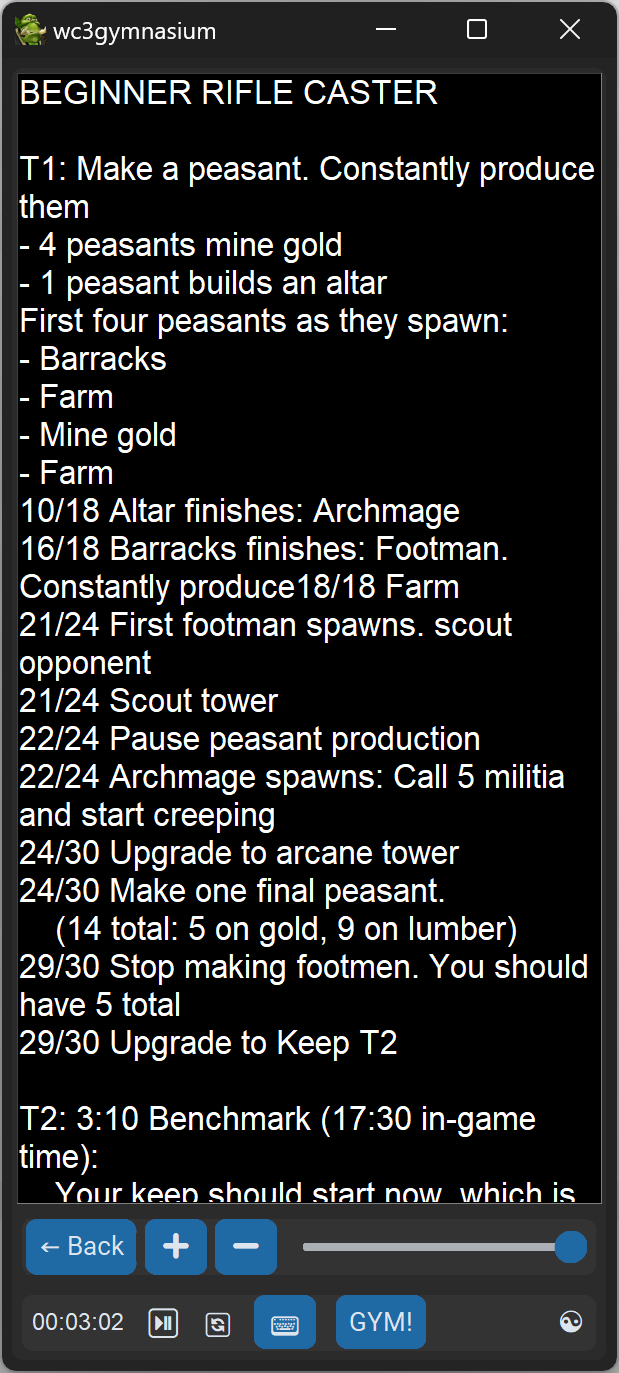 wc3gymnasium
BEGINNER RIFLE CASTER
T1: Make a peasant. Constantly produce
them
- 4 peasants mine gold
- 1 peasant builds an altar
First four peasants as they spawn:
- Barracks
- Farm
- Mine gold
- Farm
10/18 Altar finishes: Archmage
16/18 Barracks finishes: Footman.
Constantly produce18/18 Farm
21/24 First footman spawns. scout
opponent
21/24 Scout tower
22/24 Pause peasant production
22/24 Archmage spawns: Call 5 militia
and start creeping
24/30 Upgrade to arcane tower
24/30 Make one final peasant.
(14 total: 5 on gold, 9 on lumber)
29/30 Stop making footmen. You should
have 5 total
29/30 Upgrade to Keep T2
T2: 3:10 Benchmark (17:30 in-game
time):
Your keep should start now, which is
← Back + −
00:03:02 GYM!